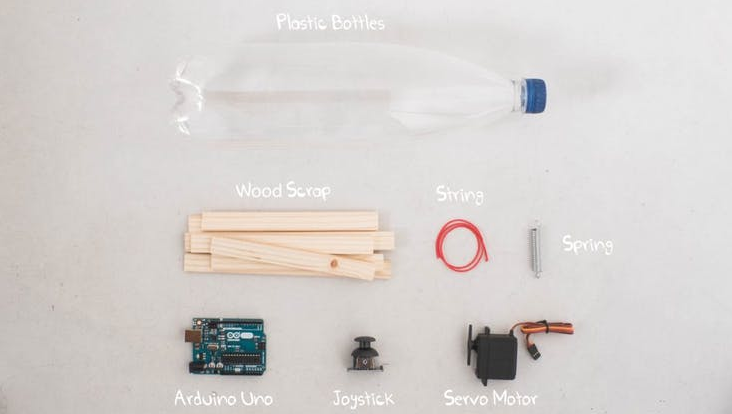 Plastic Bottles
Wood Scrap
String
Spring
Arduino Uno
Joystick
Servo Motor